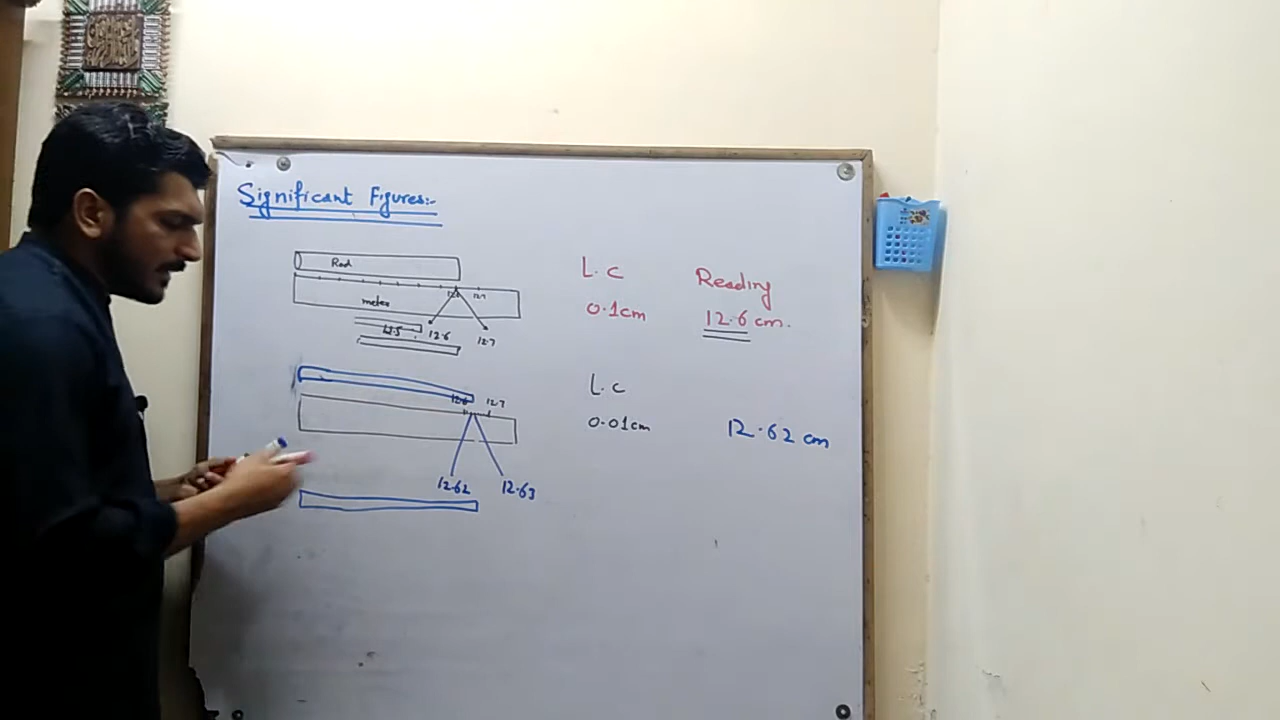 Significant Figures:-
Rod
L.C
Reading
12.6 12.7
meter
0.1cm
12.6 cm.
12.5 12.6 12.7
L.C
12.6 12.7
0.01cm
12.62 cm
12.62 12.63